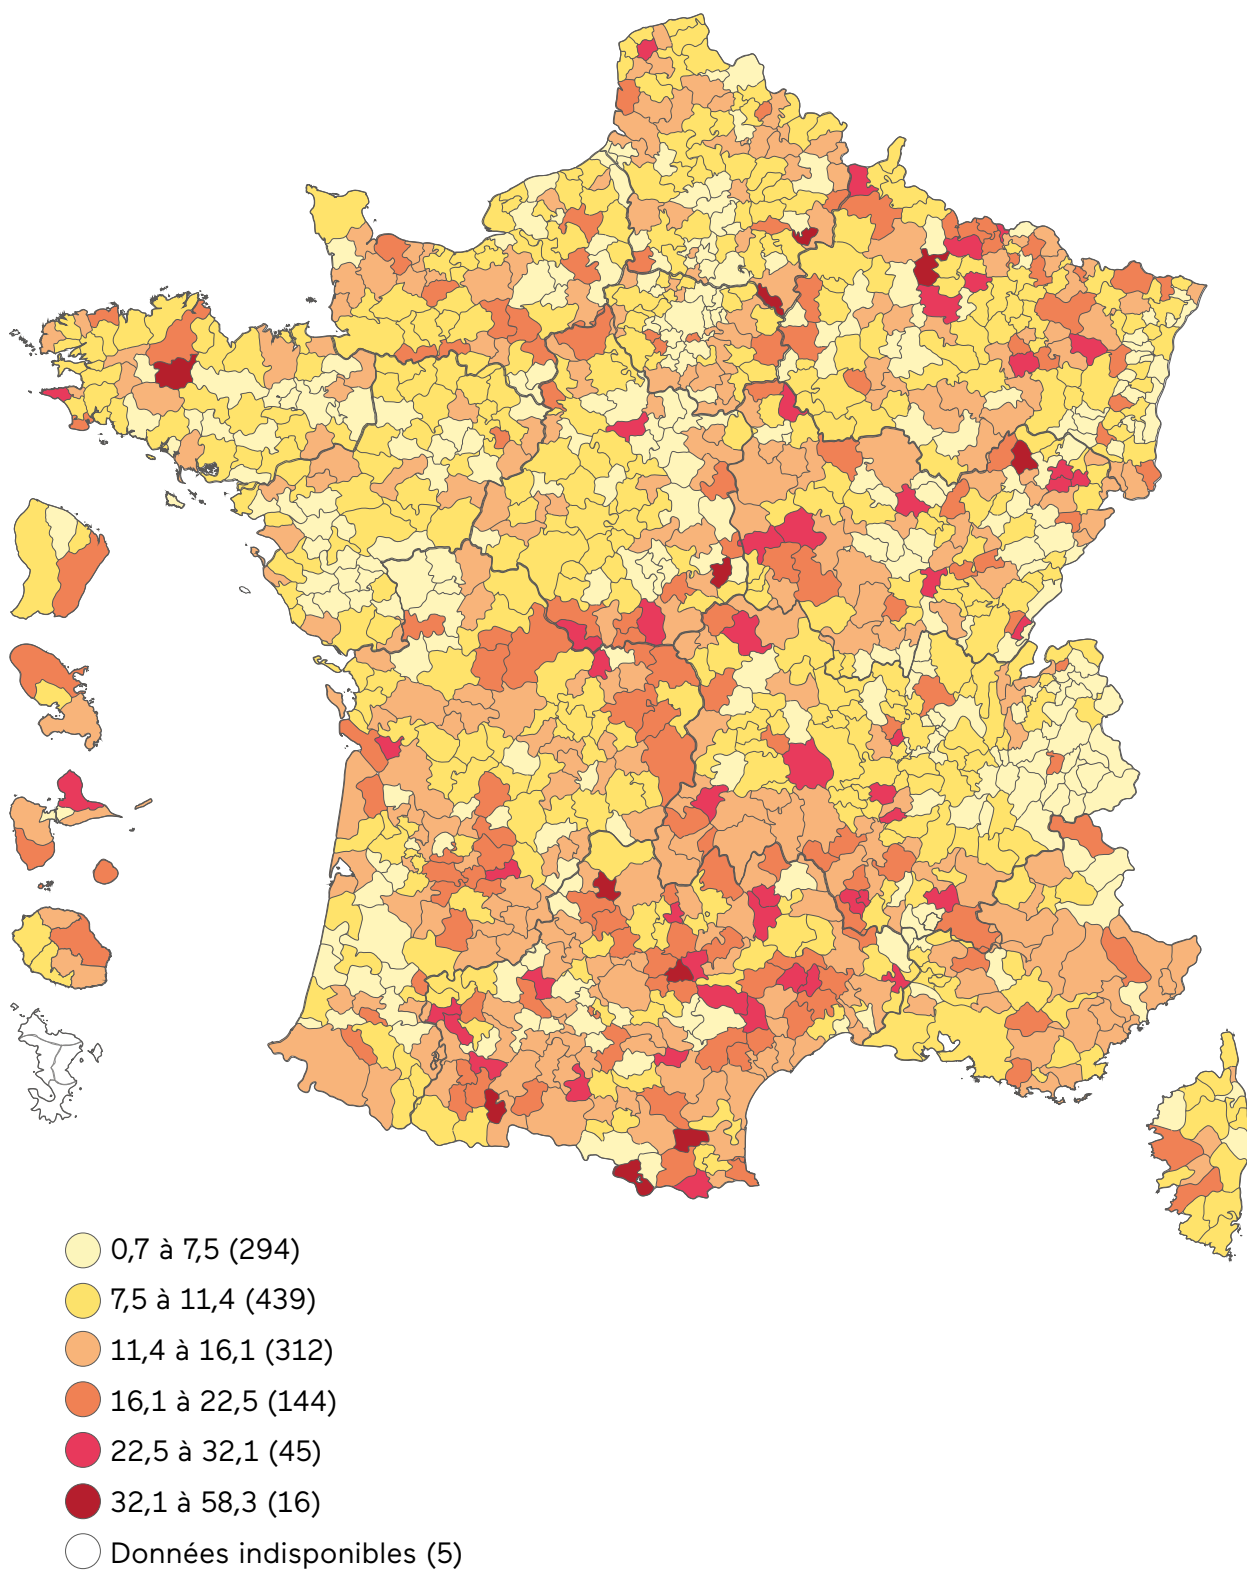 0,7 à 7,5 (294)
7,5 à 11,4 (439)
11,4 à 16,1 (312)
16,1 à 22,5 (144)
22,5 à 32,1 (45)
32,1 à 58,3 (16)
Données indisponibles (5)